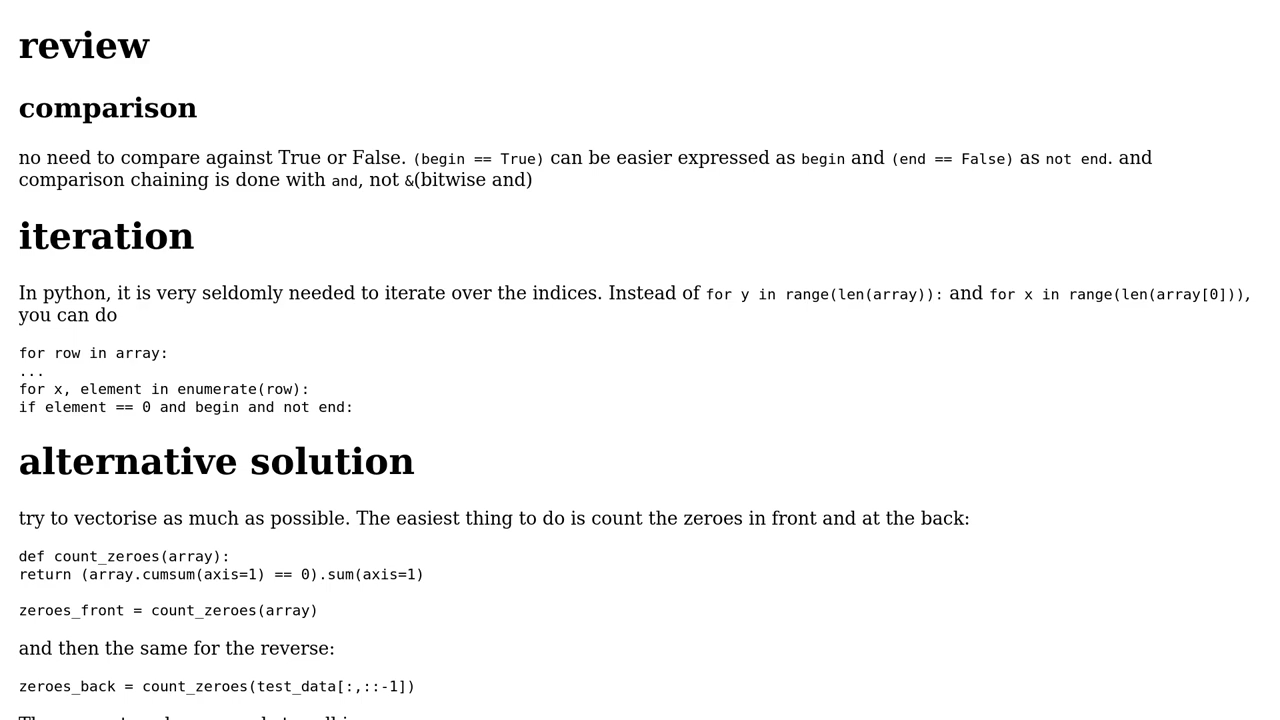 review
comparison
no need to compare against True or False. (begin == True) can be easier expressed as begin and (end == False) as not end. and
comparison chaining is done with and, not &(bitwise and)
iteration
In python, it is very seldomly needed to iterate over the indices. Instead of for y in range(len(array)): and for x in range(len(array[0])),
you can do
for row in array:
...
for x, element in enumerate(row):
if element == 0 and begin and not end:
alternative solution
try to vectorise as much as possible. The easiest thing to do is count the zeroes in front and at the back:
def count_zeroes(array):
return (array.cumsum(axis=1) == 0).sum(axis=1)
zeroes_front = count_zeroes(array)
and then the same for the reverse:
zeroes_back = count_zeroes(test_data[:,::-1])